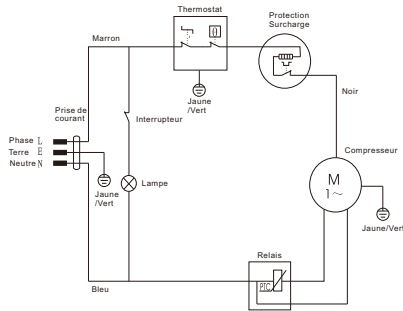 Thermostat
Protection
Surcharge
Marron
Jaune
/Vert
Noir
Prise de
courant
Interrupteur
Phase L
Terre E
Neutre N
Compresseur
M
1~
Jaune
/Vert
Lampe
Jaune/Vert
Relais
PTC
Bleu